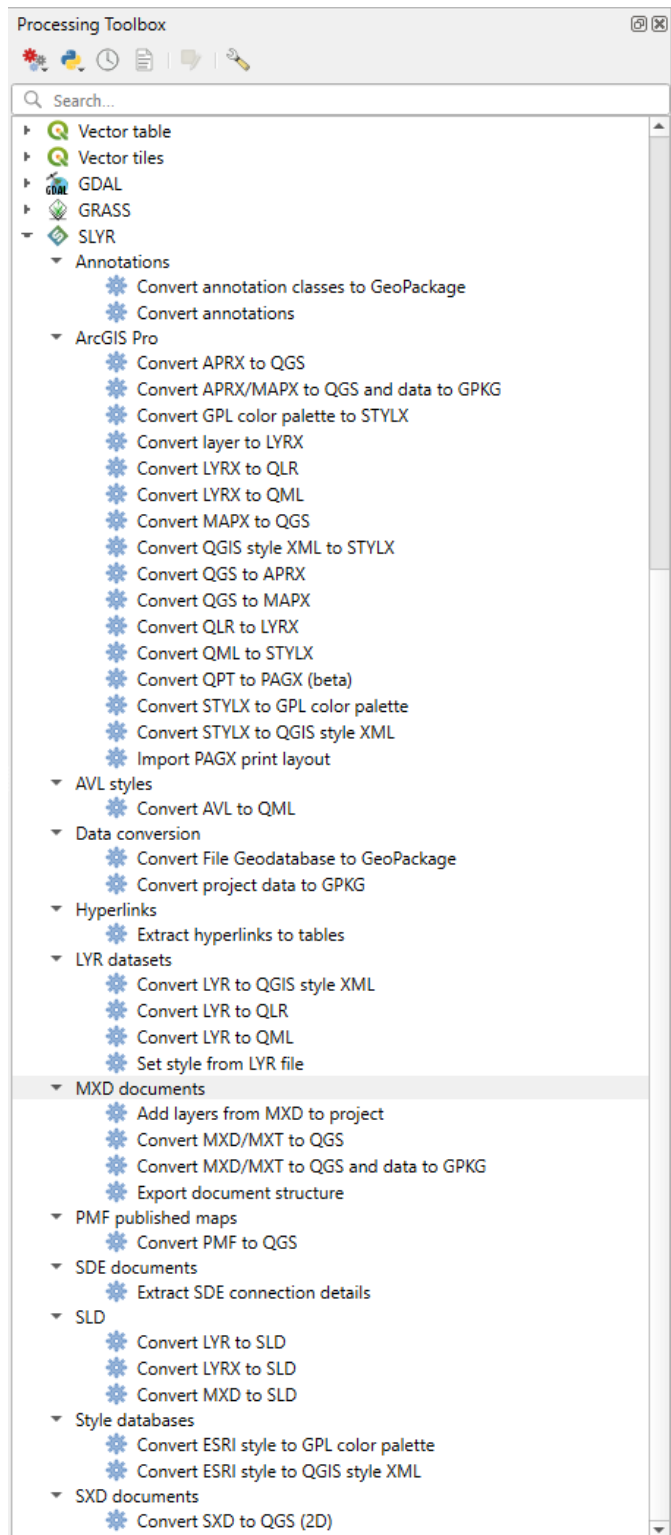 Processing Toolbox
Search...
Vector table
Vector tiles
GDAL
GRASS
SLYR
Annotations
Convert annotation classes to GeoPackage
Convert annotations
ArcGIS Pro
Convert APRX to QGS
Convert APRX/MAPX to QGS and data to GPKG
Convert GPL color palette to STYLX
Convert layer to LYRX
Convert LYRX to QLR
Convert LYRX to QML
Convert MAPX to QGS
Convert QGIS style XML to STYLX
Convert QGS to APRX
Convert QGS to MAPX
Convert QLR to LYRX
Convert QML to STYLX
Convert QPT to PAGX (beta)
Convert STYLX to GPL color palette
Convert STYLX to QGIS style XML
Import PAGX print layout
AVL styles
Convert AVL to QML
Data conversion
Convert File Geodatabase to GeoPackage
Convert project data to GPKG
Hyperlinks
Extract hyperlinks to tables
LYR datasets
Convert LYR to QGIS style XML
Convert LYR to QLR
Convert LYR to QML
Set style from LYR file
MXD documents
Add layers from MXD to project
Convert MXD/MXT to QGS
Convert MXD/MXT to QGS and data to GPKG
Export document structure
PMF published maps
Convert PMF to QGS
SDE documents
Extract SDE connection details
SLD
Convert LYR to SLD
Convert LYRX to SLD
Convert MXD to SLD
Style databases
Convert ESRI style to GPL color palette
Convert ESRI style to QGIS style XML
SXD documents
Convert SXD to QGS (2D)